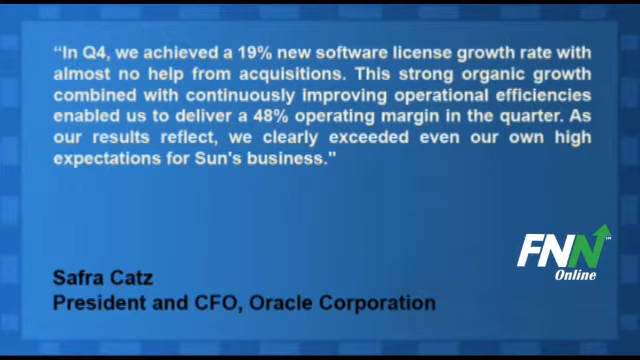 “In Q4, we achieved a 19% new software license growth rate with
almost no help from acquisitions. This strong organic growth
combined with continuously improving operational efficiencies
enabled us to deliver a 48% operating margin in the quarter. As
our results reflect, we clearly exceeded even our own high
expectations for Sun's business."
FNN
Online
Safra Catz
President and CFO, Oracle Corporation